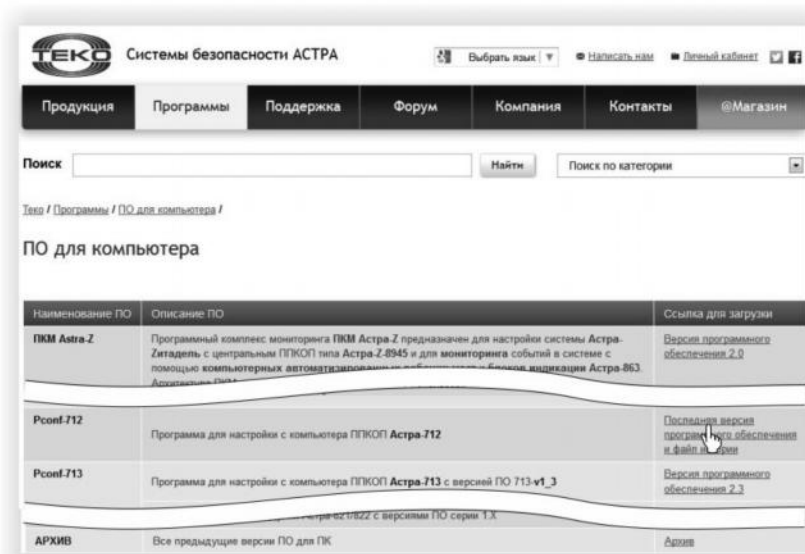 ТЕКО
Системы безопасности АСТРА
Выбрать язык
Написать нам
Личный кабинет
Продукция
Программы
Поддержка
Форум
Компания
Контакты
@Магазин
Поиск
Найти
Поиск по категории
Теко / Программы / ПО для компьютера /
ПО для компьютера
Наименование ПО
Описание ПО
Ссылка для загрузки
ПКМ Astra-Z
Программный комплекс мониторинга ПКМ Астра-Z предназначен для настройки системы Астра-
Zитадель с центральным ППКОП типа Астра-Z-8945 и для мониторинга событий в системе с
помощью компьютерных автоматизированных рабочих мест и блоков индикации Астра-863.
Версия программного
обеспечения 2.0
Pconf-712
Программа для настройки с компьютера ППКОП Астра-712
Последняя версия
программного обеспечения
и файл истории
Pconf-713
Программа для настройки с компьютера ППКОП Астра-713 с версией ПО 713-v1_3
Версия программного
обеспечения 2.3
с версиями ПО серии 1.X
АРХИВ
Все предыдущие версии ПО для ПК
Архив